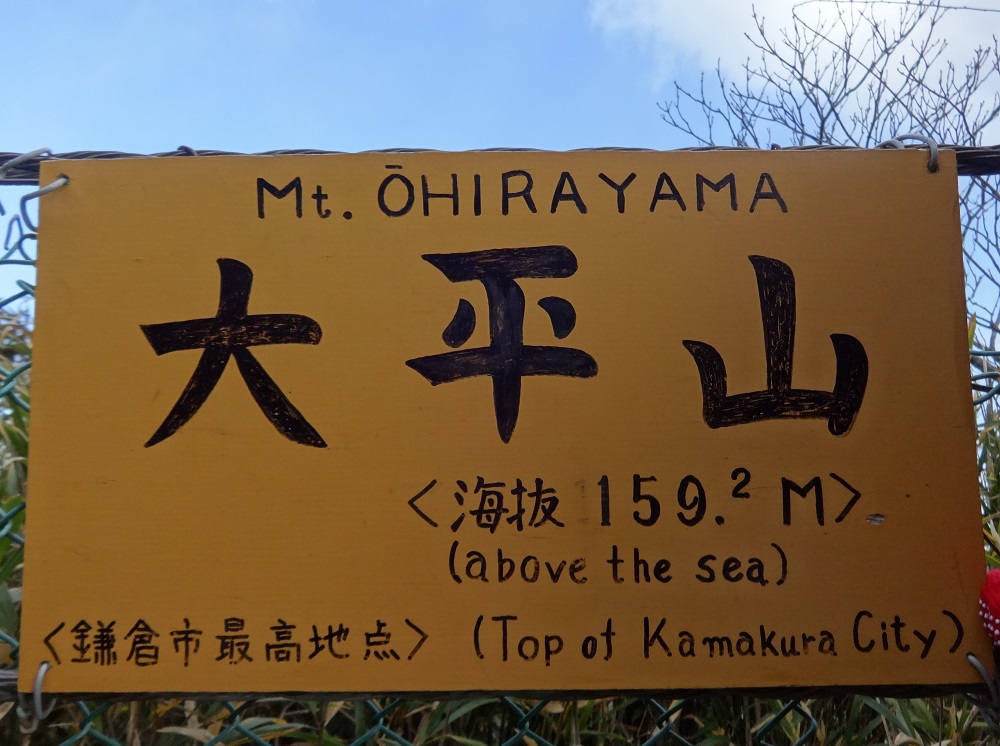 Mt. ŌHIRAYAMA
大平山
<海抜 159.² M>
(above the sea)
<鎌倉市最高地点> (Top of Kamakura City)